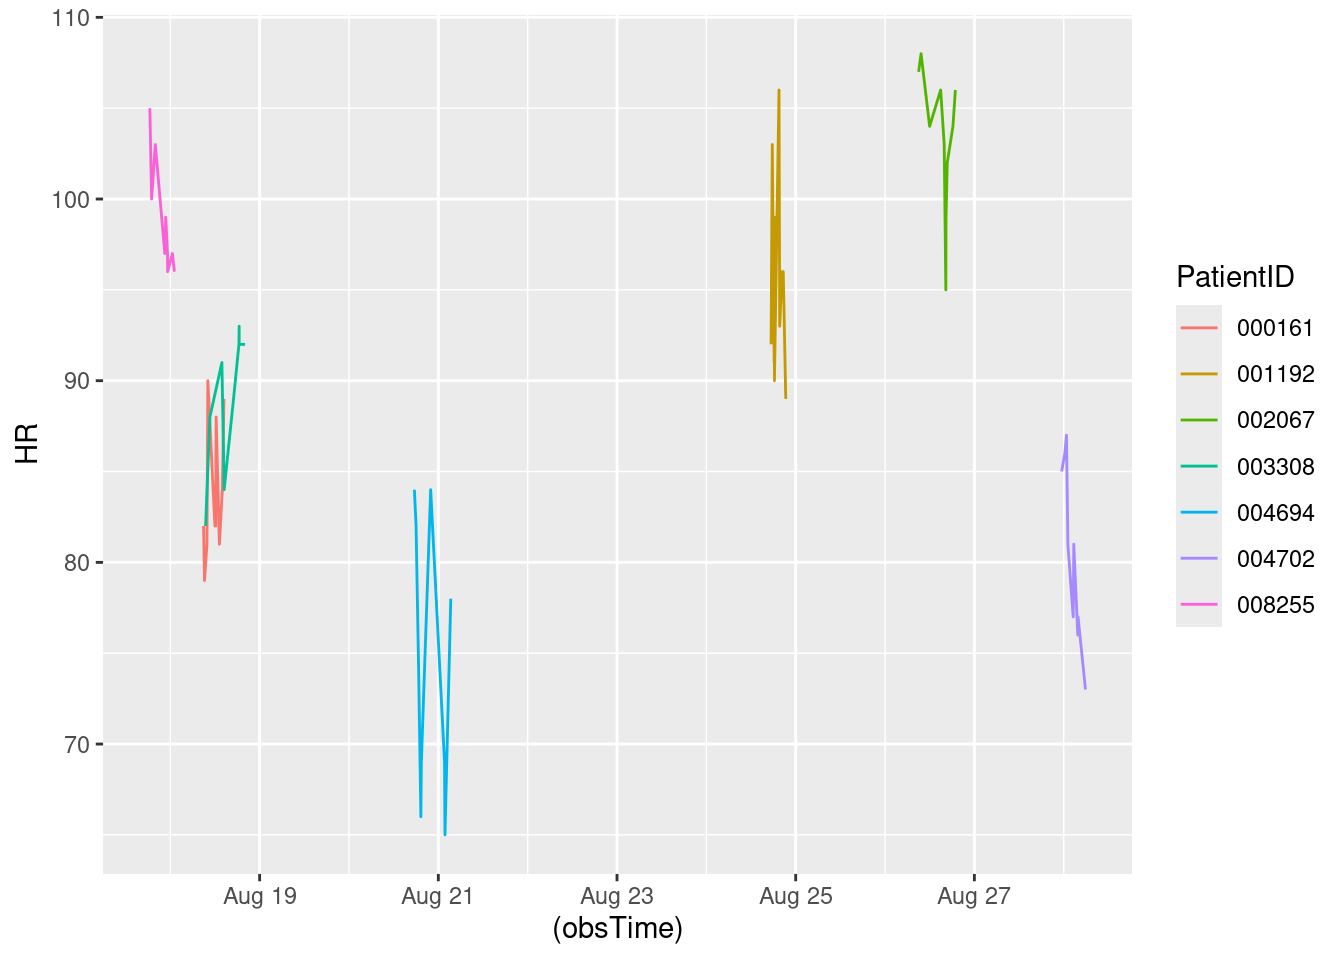 110
100
90
80
70
HR
Aug 19
Aug 21
Aug 23
Aug 25
Aug 27
(obsTime)
PatientID
000161
001192
002067
003308
004694
004702
008255